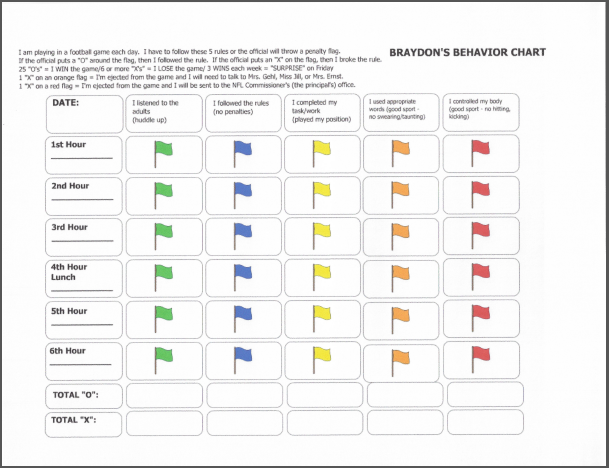 I am playing in a football game each day.  I have to follow these 5 rules or the official will throw a penalty flag.
If the official puts a "O" around the flag, then I followed the rule.  If the official puts an "X" on the flag, then I broke the rule.
25 "O's" = I WIN the game/6 or more "X's" = I LOSE the game/ 3 WINS each week = "SURPRISE" on Friday
1 "X" on an orange flag = I'm ejected from the game and I will need to talk to Mrs. Gehl, Miss Jill, or Mrs. Ernst.
1 "X" on a red flag = I'm ejected from the game and I will be sent to the NFL Commissioner's (the principal's) office.
BRAYDON'S BEHAVIOR CHART
DATE:
I listened to the
adults
(huddle up)
I followed the rules
(no penalties)
I completed my
task/work
(played my position)
I used appropriate
words (good sport -
no swearing/taunting)
I controlled my body
(good sport - no hitting,
kicking)
1st Hour
2nd Hour
3rd Hour
4th Hour
Lunch
5th Hour
6th Hour
TOTAL "O":
TOTAL "X":